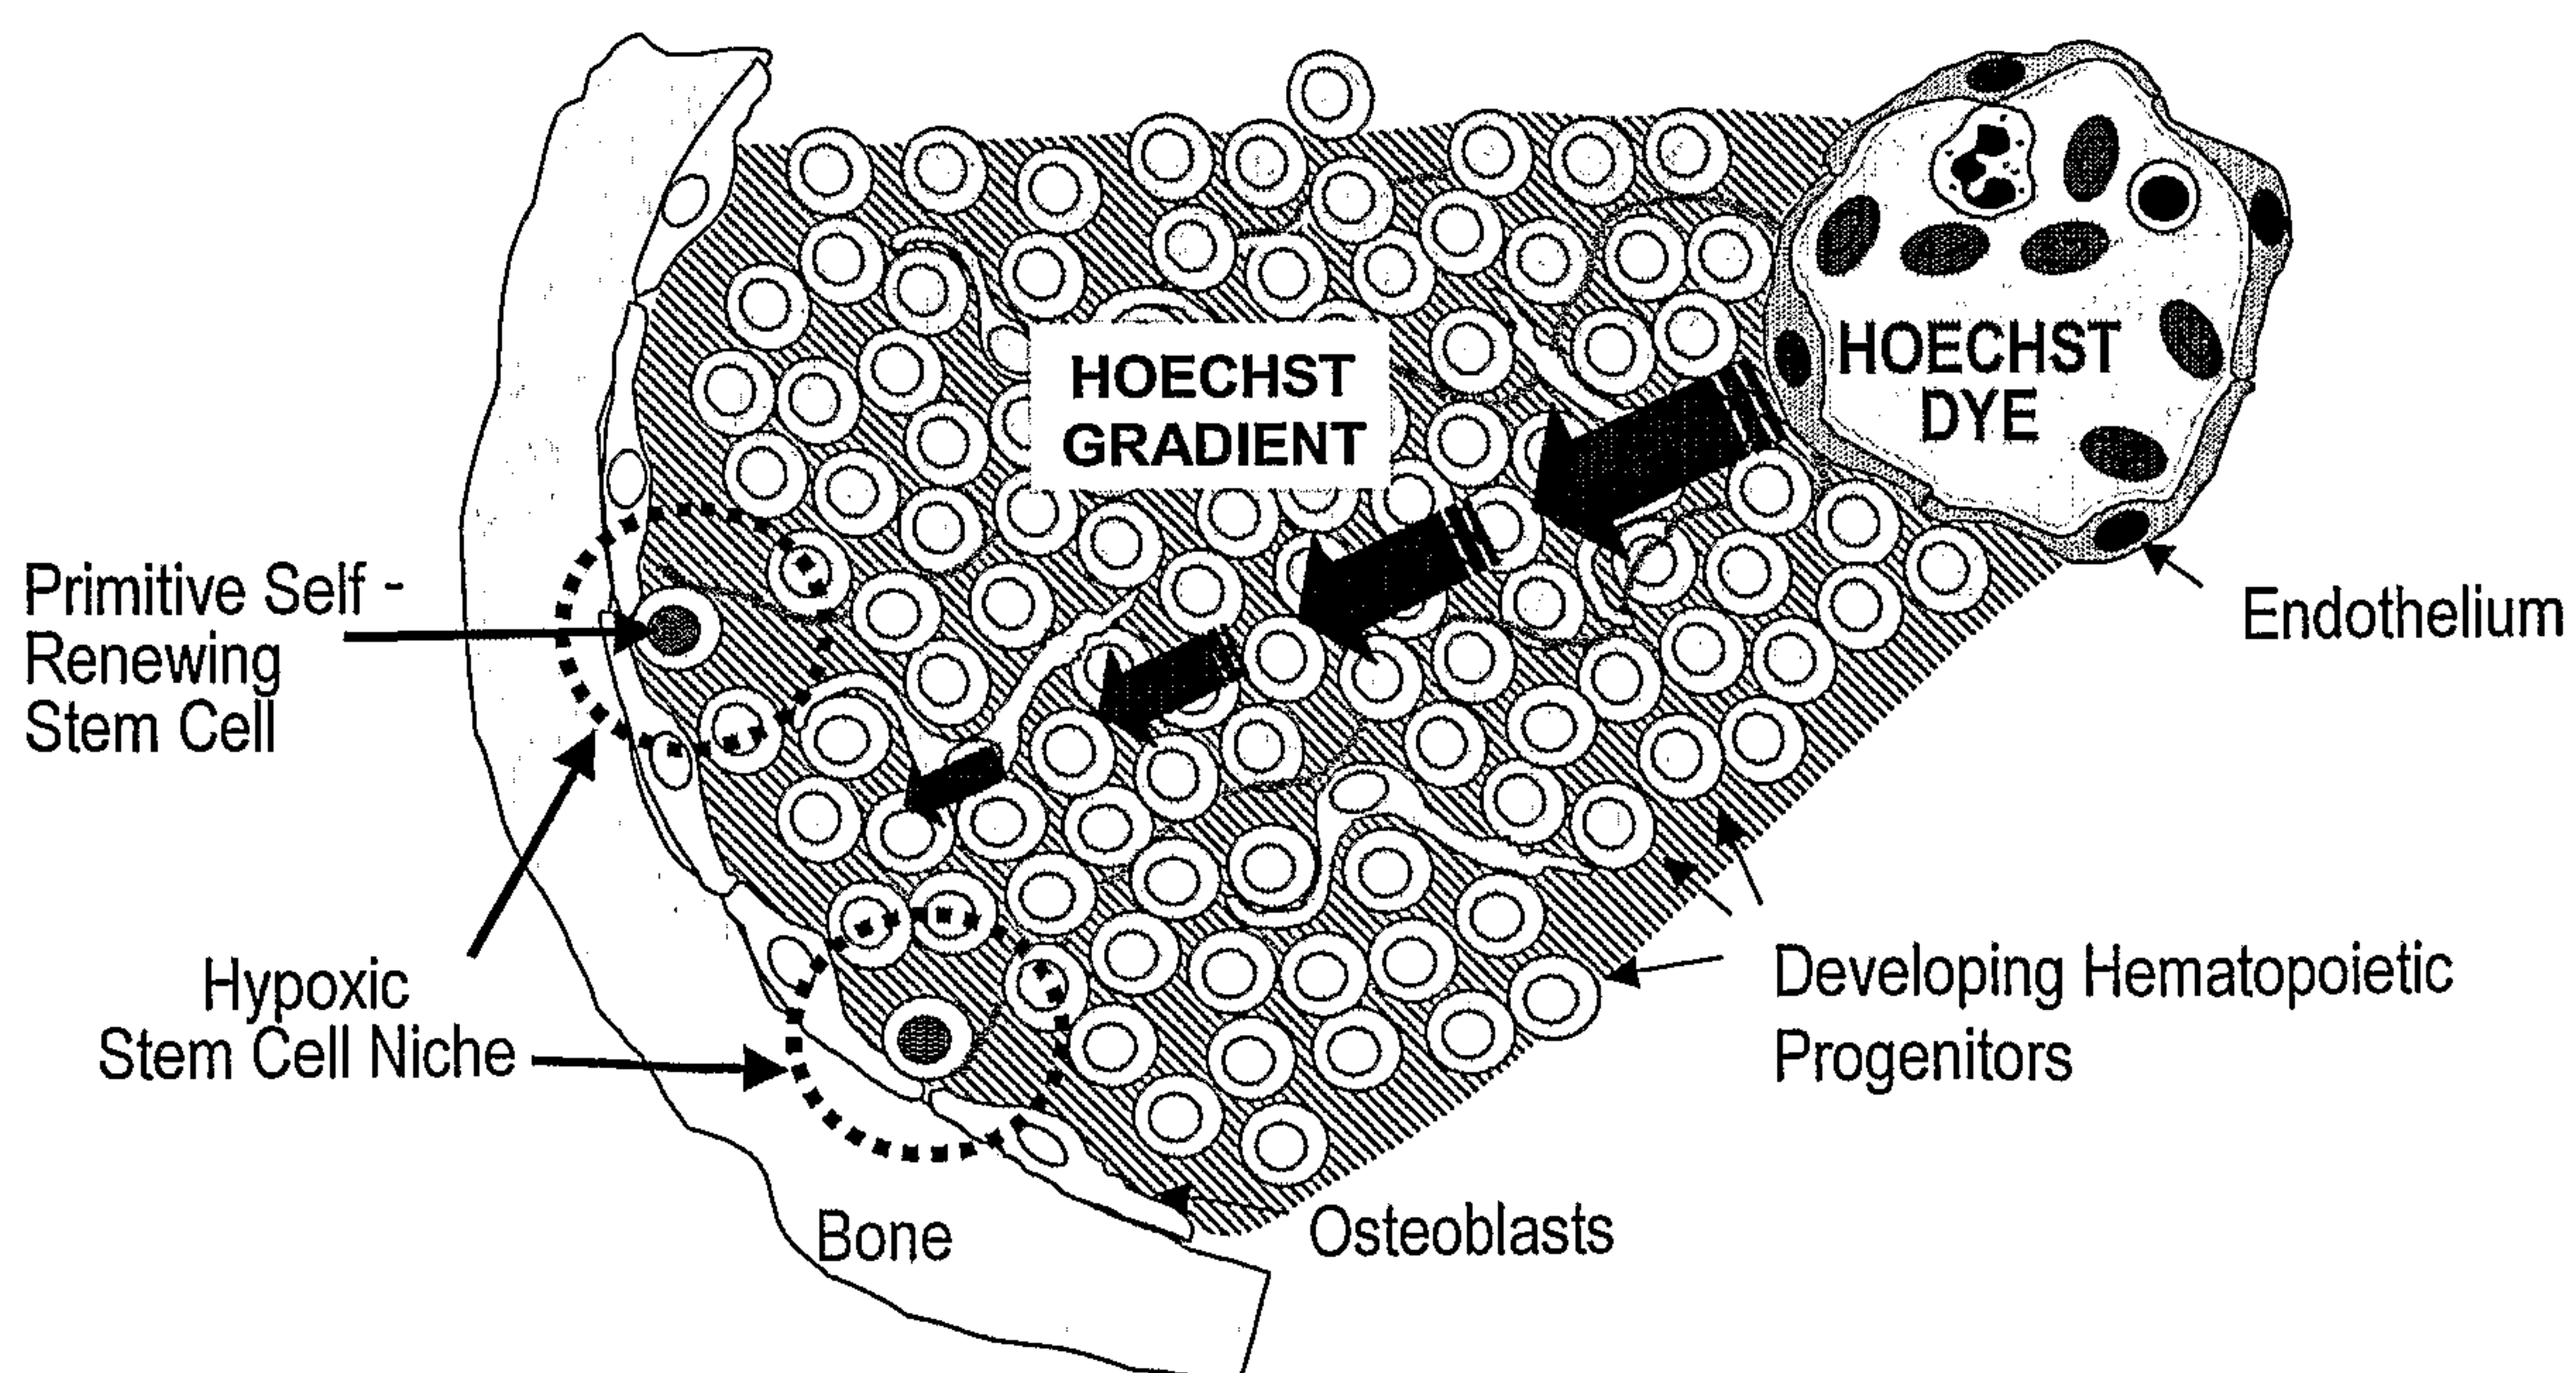 HOECHST
GRADIENT
HOECHST
DYE
Primitive Self -
Renewing
Stem Cell
Endothelium
Hypoxic
Stem Cell Niche
Developing Hematopoietic
Progenitors
Bone
Osteoblasts